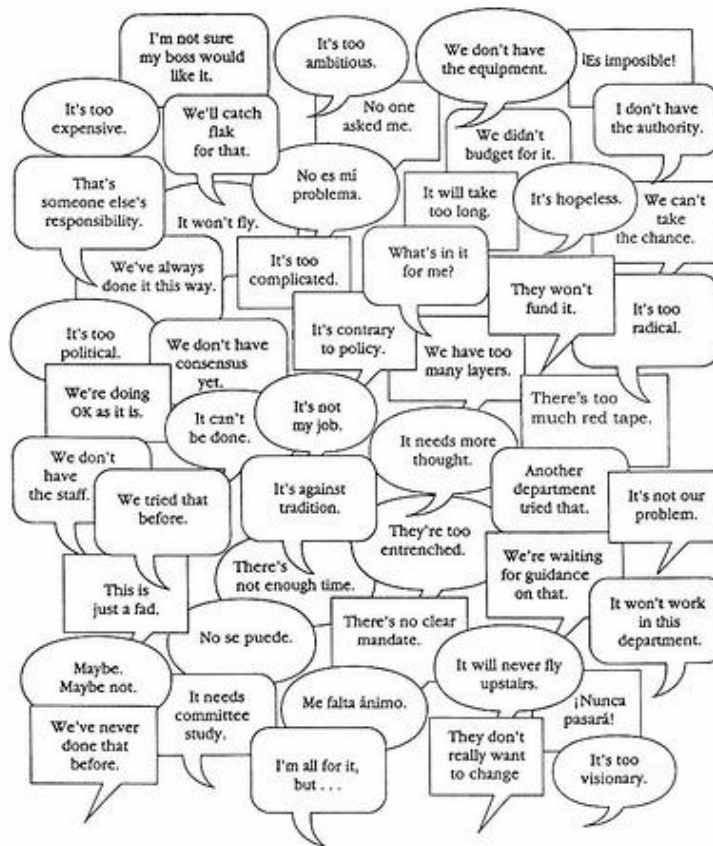 I'm not sure
my boss would
like it.
It's too
ambitious.
We don't have
the equipment.
¡Es imposible!
It's too
expensive.
We'll catch
flak
for that.
No one
asked me.
We didn't
budget for it.
I don't have
the authority.
That's
someone else's
responsibility.
It won't fly.
No es mi
problema.
It will take
too long.
It's hopeless.
We can't
take
the chance.
We've always
done it this way.
It's too
complicated.
What's in it
for me?
They won't
fund it.
It's too
radical.
It's too
political.
We don't have
consensus
yet.
It's contrary
to policy.
We have too
many layers.
There's too
much red tape.
We're doing
OK as it is.
It can't
be done.
It's not
my job.
It needs more
thought.
We don't
have
the staff.
We tried that
before.
It's against
tradition.
Another
department
tried that.
It's not our
problem.
They're too
entrenched.
This is
just a fad.
There's
not enough time.
We're waiting
for guidance
on that.
It won't work
in this
department.
No se puede.
There's no clear
mandate.
Maybe.
Maybe not.
It needs
committee
study.
Me falta ánimo.
It will never fly
upstairs.
¡Nunca
pasará!
We've never
done that
before.
I'm all for it,
but . . .
They don't
really want
to change
It's too
visionary.